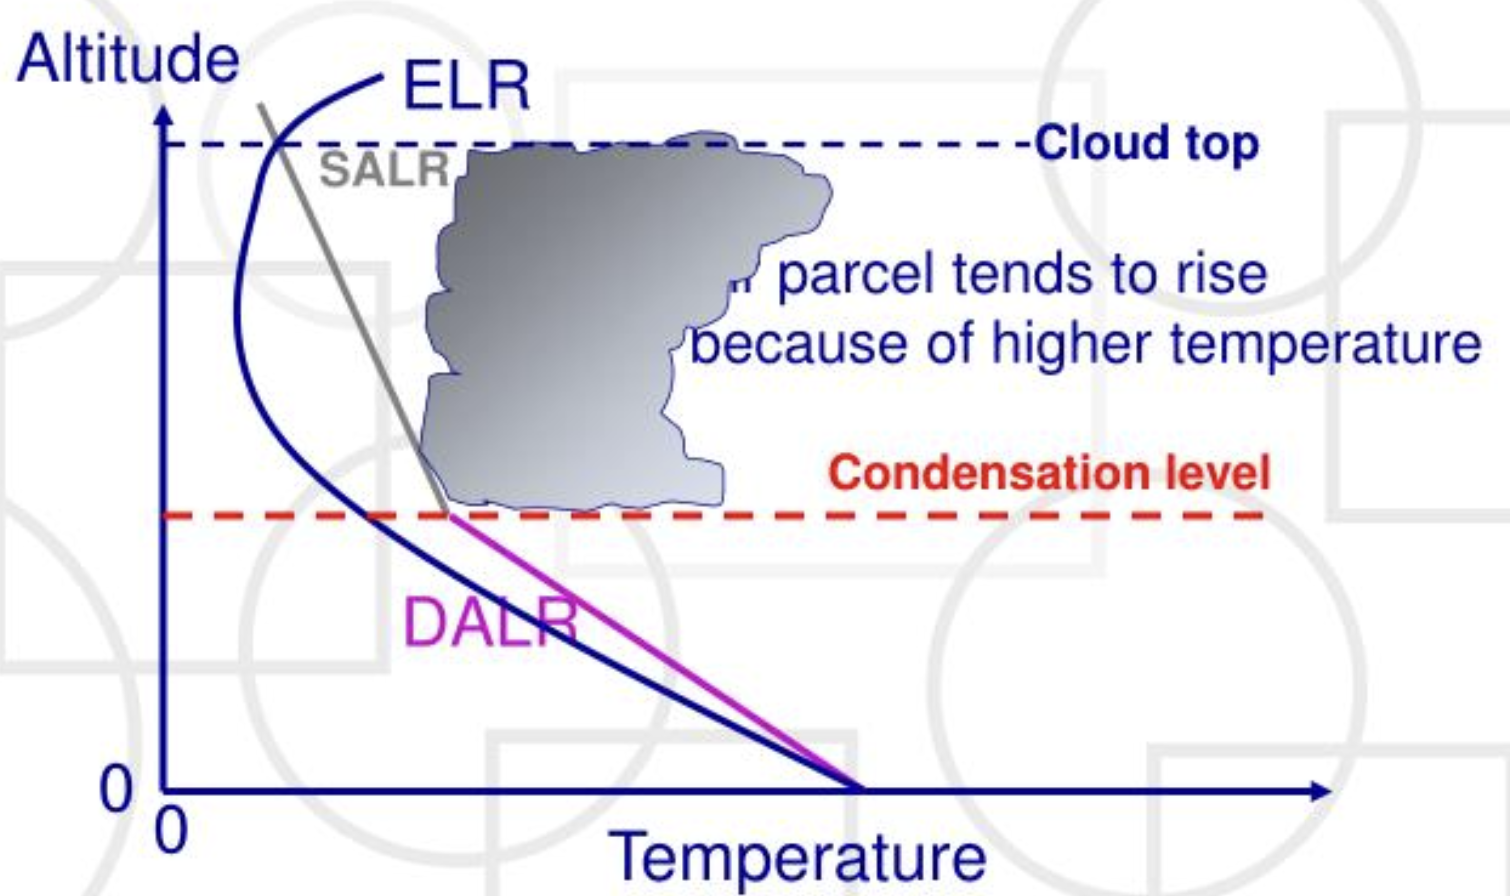 Altitude
ELR
Cloud top
SALR
parcel tends to rise
because of higher temperature
Condensation level
DALR
0
0
Temperature